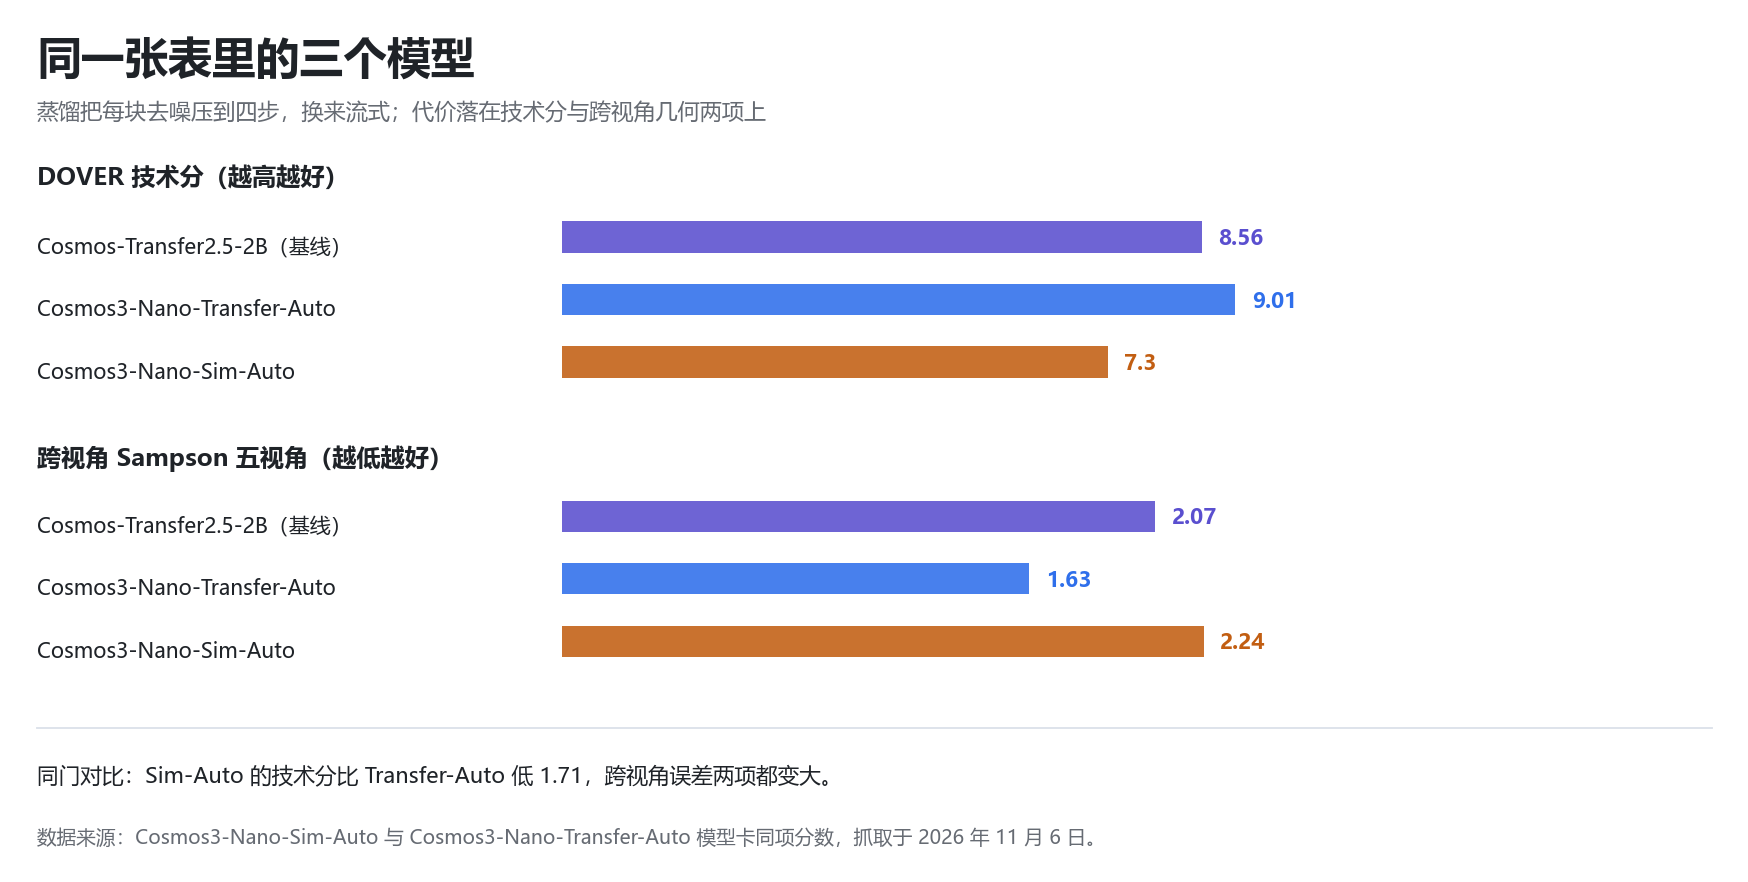 同一张表里的三个模型
蒸馏把每块去噪压到四步，换来流式；代价落在技术分与跨视角几何两项上
DOVER 技术分（越高越好）
Cosmos-Transfer2.5-2B（基线）
8.56
Cosmos3-Nano-Transfer-Auto
9.01
Cosmos3-Nano-Sim-Auto
7.3
跨视角 Sampson 五视角（越低越好）
Cosmos-Transfer2.5-2B（基线）
2.07
Cosmos3-Nano-Transfer-Auto
1.63
Cosmos3-Nano-Sim-Auto
2.24
同门对比：Sim-Auto 的技术分比 Transfer-Auto 低 1.71，跨视角误差两项都变大。
数据来源：Cosmos3-Nano-Sim-Auto 与 Cosmos3-Nano-Transfer-Auto 模型卡同项分数，抓取于 2026 年 11 月 6 日。